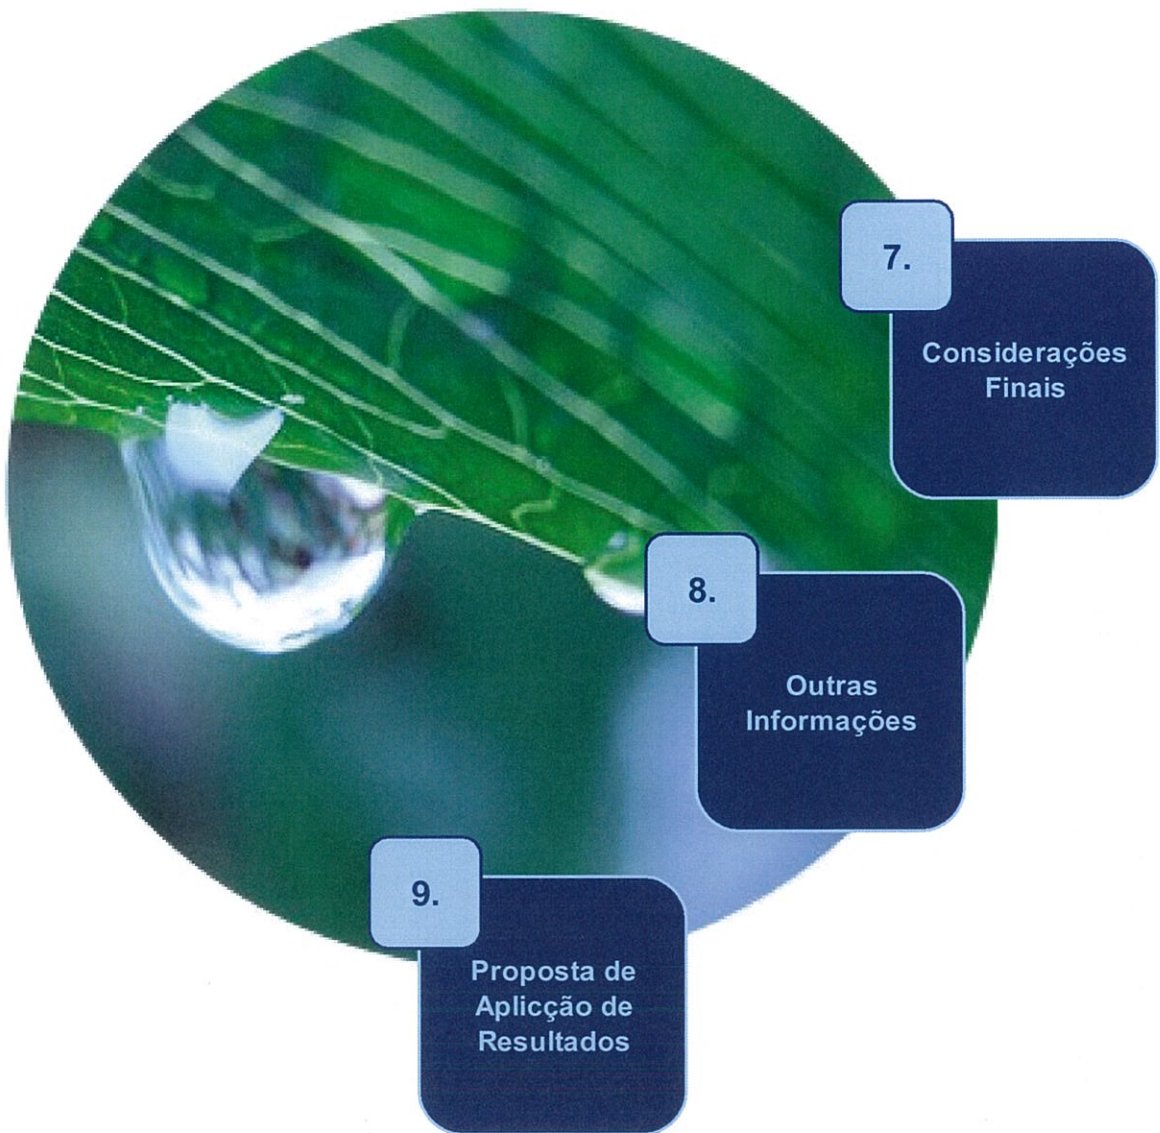 7.
Considerações
Finais
8.
Outras
Informações
9.
Proposta de
Aplicção de
Resultados